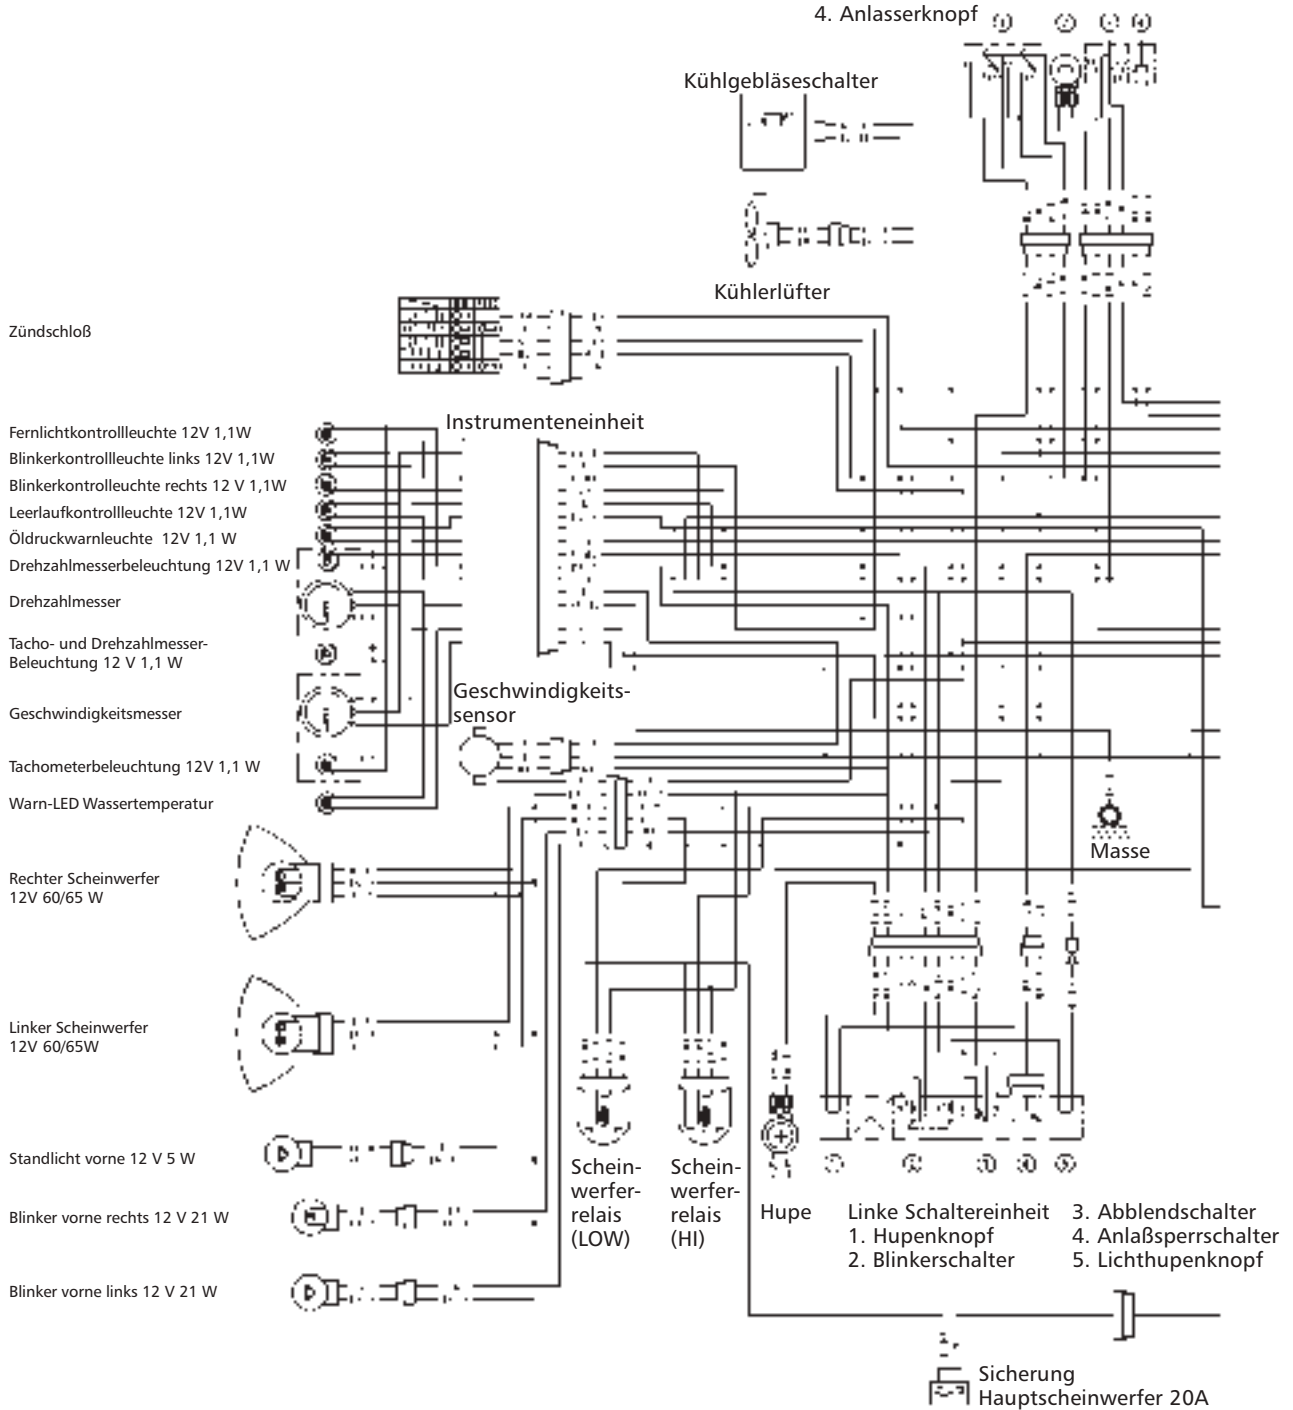 4. Anlasserknopf
1 2 3 4
Kühlgebläseschalter
Kühlerlüfter
Zündschloß
Instrumenteneinheit
Fernlichtkontrollleuchte 12V 1,1W
Blinkerkontrollleuchte links 12V 1,1W
Blinkerkontrolleuchte rechts 12 V 1,1W
Leerlaufkontrollleuchte 12V 1,1W
Öldruckwarnleuchte 12V 1,1 W
Drehzahlmesserbeleuchtung 12V 1,1 W
Drehzahlmesser
Tacho- und Drehzahlmesser-
Beleuchtung 12 V 1,1 W
Geschwindigkeits-
sensor
Geschwindigkeitsmesser
Tachometerbeleuchtung 12V 1,1 W
Warn-LED Wassertemperatur
Masse
Rechter Scheinwerfer
12V 60/65 W
Linker Scheinwerfer
12V 60/65W
Standlicht vorne 12 V 5 W
Blinker vorne rechts 12 V 21 W
Blinker vorne links 12 V 21 W
Schein-
werfer-
relais
(LOW)
Schein-
werfer-
relais
(HI)
Hupe
Linke Schaltereinheit
1. Hupenknopf
2. Blinkerschalter
3. Abblendschalter
4. Anlaßsperrschalter
5. Lichthupenknopf
Sicherung
Hauptscheinwerfer 20A